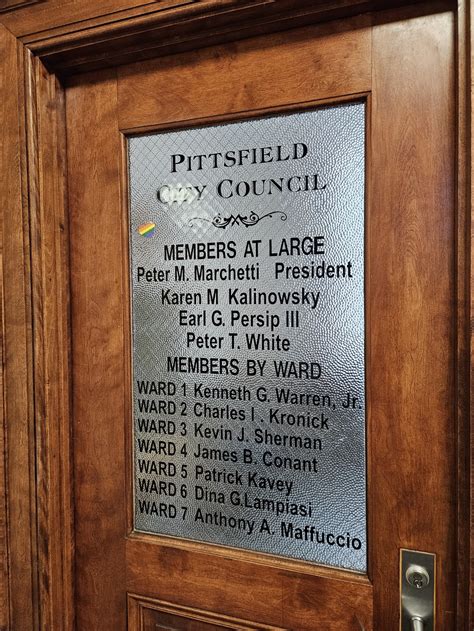 PITTSFIELD
CITY COUNCIL
MEMBERS AT LARGE
Peter M. Marchetti President
Karen M Kalinowsky
Earl G. Persip III
Peter T. White
MEMBERS BY WARD
WARD 1 Kenneth G. Warren, Jr.
WARD 2 Charles I . Kronick
WARD 3 Kevin J. Sherman
WARD 4 James B. Conant
WARD 5 Patrick Kavey
WARD 6 Dina G.Lampiasi
WARD 7 Anthony A. Maffuccio